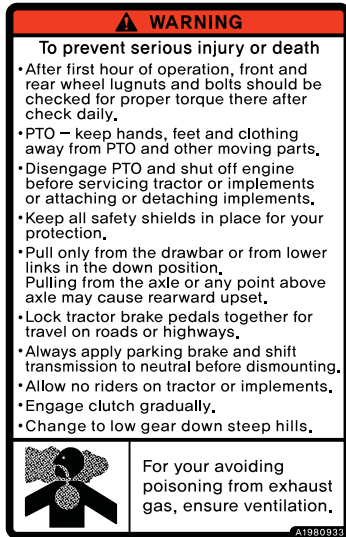 WARNING
To prevent serious injury or death
•After first hour of operation, front and
rear wheel lugnuts and bolts should be
checked for proper torque there after
check daily.
•PTO – keep hands, feet and clothing
away from PTO and other moving parts.
•Disengage PTO and shut off engine
before servicing tractor or implements
or attaching or detaching implements.
•Keep all safety shields in place for your
protection.
•Pull only from the drawbar or from lower
links in the down position.
Pulling from the axle or any point above
axle may cause rearward upset.
•Lock tractor brake pedals together for
travel on roads or highways.
•Always apply parking brake and shift
transmission to neutral before dismounting.
•Allow no riders on tractor or implements.
•Engage clutch gradually.
•Change to low gear down steep hills.
For your avoiding
poisoning from exhaust
gas, ensure ventilation.
A1980933